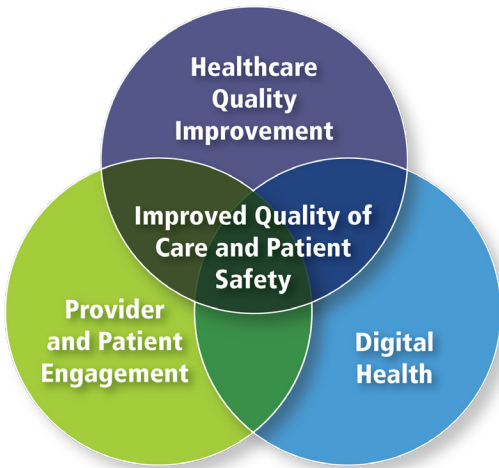 Healthcare
Quality
Improvement
Improved Quality of
Care and Patient
Safety
Provider
and Patient
Engagement
Digital
Health